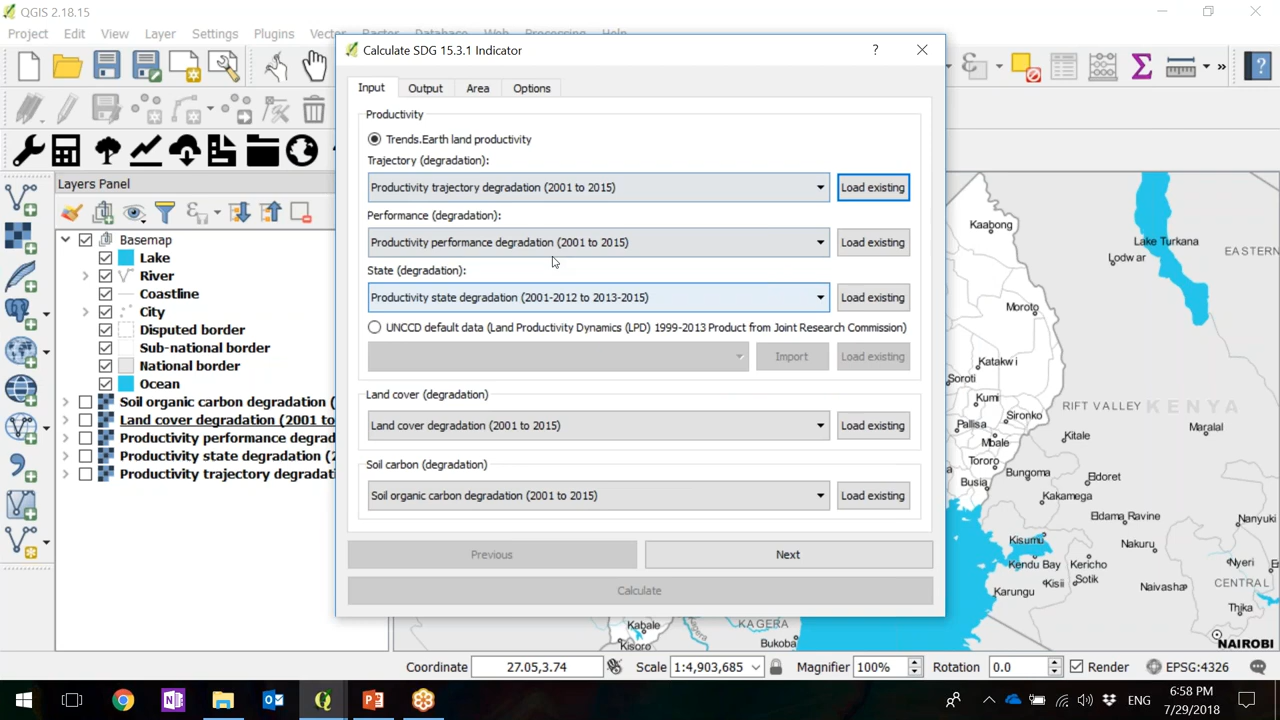 QGIS 2.18.15
Project Edit View Layer Settings Plugins Vector Raster Database Web Processing Help
Calculate SDG 15.3.1 Indicator
?
Input Output Area Options
Productivity
Trends.Earth land productivity
Trajectory (degradation):
Productivity trajectory degradation (2001 to 2015) Load existing
Performance (degradation):
Productivity performance degradation (2001 to 2015) Load existing
State (degradation):
Productivity state degradation (2001-2012 to 2013-2015) Load existing
UNCCD default data (Land Productivity Dynamics (LPD) 1999-2013 Product from Joint Research Commission)
Import Load existing
Land cover (degradation)
Land cover degradation (2001 to 2015) Load existing
Soil carbon (degradation)
Soil organic carbon degradation (2001 to 2015) Load existing
Previous Next
Calculate
Layers Panel
Basemap
Lake
River
Coastline
City
Disputed border
Sub-national border
National border
Ocean
Soil organic carbon degradation (
Land cover degradation (2001 to
Productivity performance degrad
Productivity state degradation (2
Productivity trajectory degradati
Kaabong
Lake Turkana
Lodwar
EASTERN
Moroto
Katakwi
Soroti
Kumi
RIFT VALLEY
KENYA
Sironko
Pallisa
Maralal
Mbale
Kitale
Tororo
Bungoma
Eldoret
Busia
Kakamega
Eldama Ravine
Nanyuki
Kisumu
Nakuru
Kendu Bay
Kericho
Nyeri
Kisii
Sotik
Karungu
Naivasha
CENTRAL
Thika
KAGERA
Kabale
Kisoro
Bukoba
NAIROBI
Coordinate 27.05,3.74 Scale 1:4,903,685 Magnifier 100% Rotation 0.0 Render EPSG:4326
ENG
6:58 PM
7/29/2018